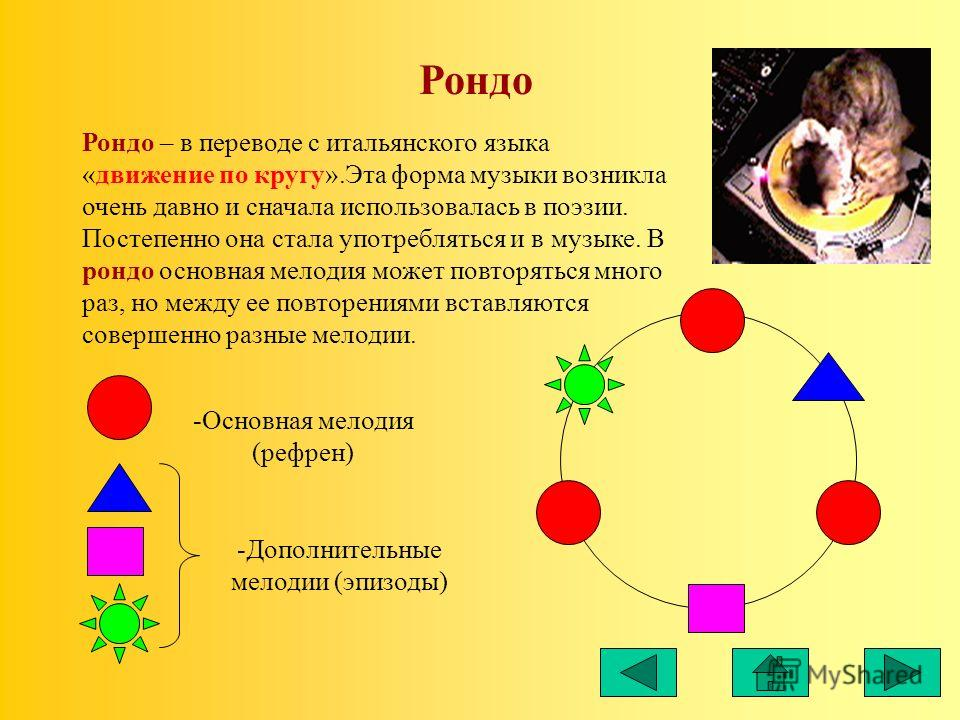 Рондо
Рондо – в переводе с итальянского языка
«движение по кругу».Эта форма музыки возникла
очень давно и сначала использовалась в поэзии.
Постепенно она стала употребляться и в музыке. В
рондо основная мелодия может повторяться много
раз, но между ее повторениями вставляются
совершенно разные мелодии.
-Основная мелодия
(рефрен)
-Дополнительные
мелодии (эпизоды)
MyShared